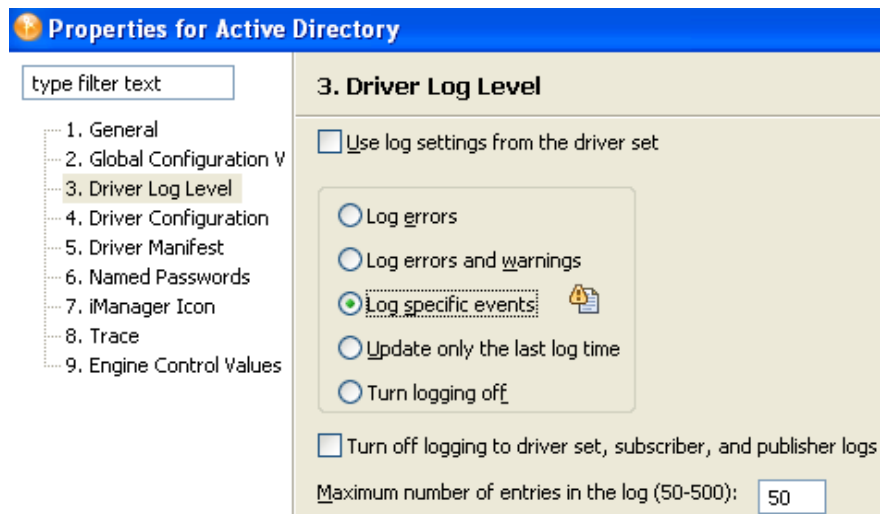 Properties for Active Directory
type filter text
1. General
2. Global Configuration V
3. Driver Log Level
4. Driver Configuration
5. Driver Manifest
6. Named Passwords
7. iManager Icon
8. Trace
9. Engine Control Values
3. Driver Log Level
Use log settings from the driver set
Log errors
Log errors and warnings
Log specific events
Update only the last log time
Turn logging off
Turn off logging to driver set, subscriber, and publisher logs
Maximum number of entries in the log (50-500): 50